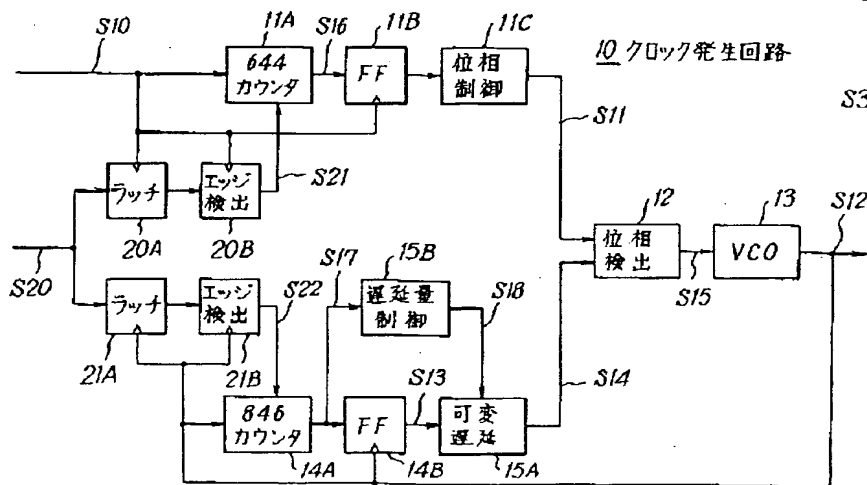 S10
11A
644
カウンタ
S16
11B
FF
11C
位相
制御
10 クロック発生回路
S11
S3
ラッチ
20A
エッジ
検出
20B
S21
S20
12
位相
検出
S15
13
VCO
S12
ラッチ
21A
エッジ
検出
21B
S22
S17
15B
遅延量
制御
S18
846
カウンタ
14A
FF
14B
S13
可変
遅延
15A
S14